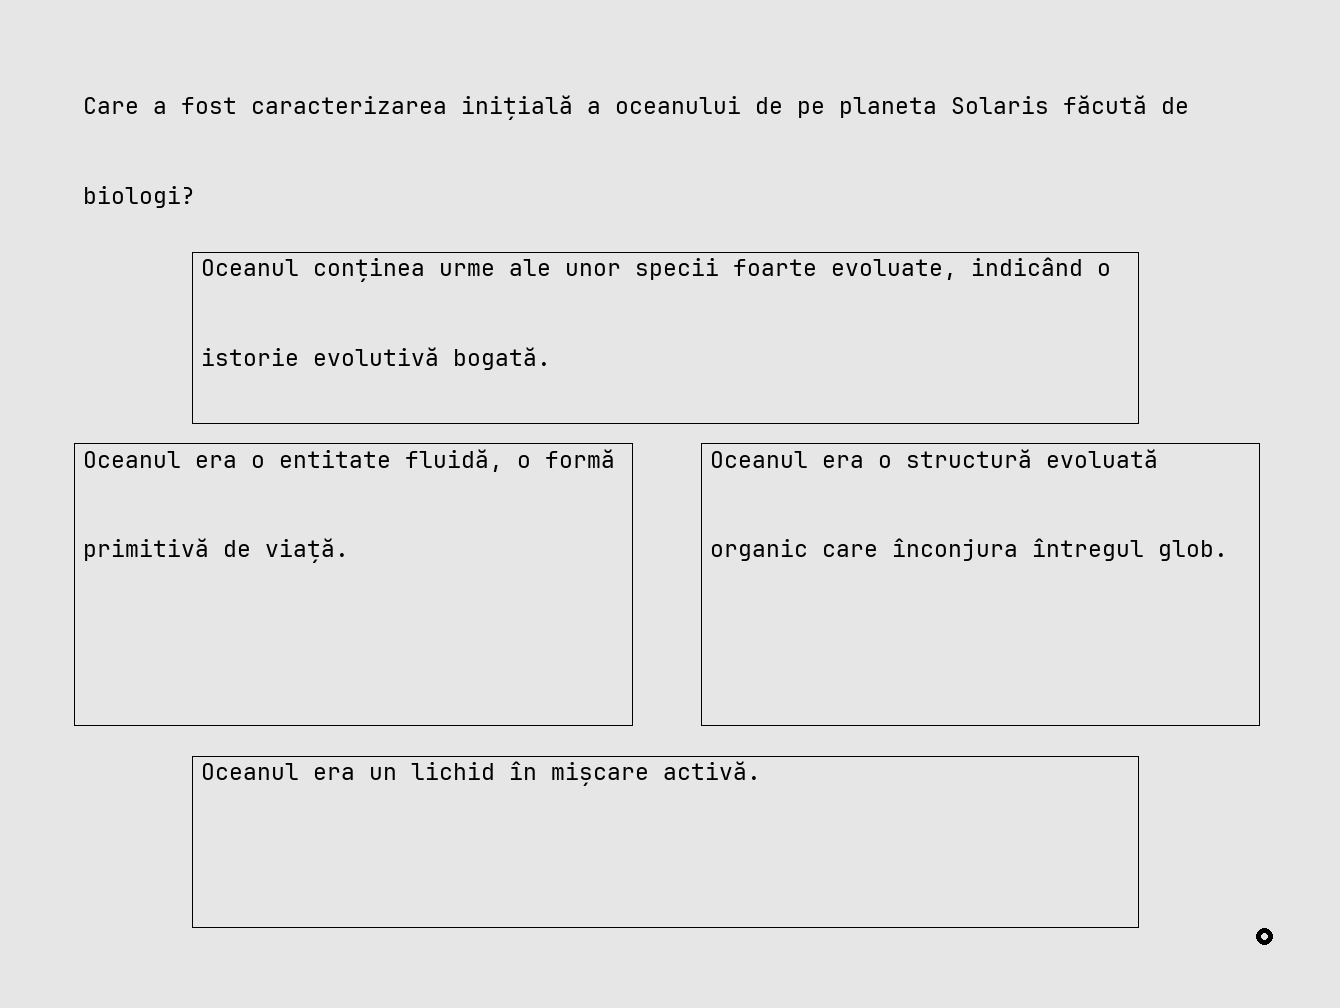 Care a fost caracterizarea inițială a oceanului de pe planeta Solaris făcută de
biologi?
Oceanul conținea urme ale unor specii foarte evoluate, indicând o
istorie evolutivă bogată.
Oceanul era o entitate fluidă, o formă
primitivă de viață.
Oceanul era o structură evoluată
organic care înconjura întregul glob.
Oceanul era un lichid în mișcare activă.